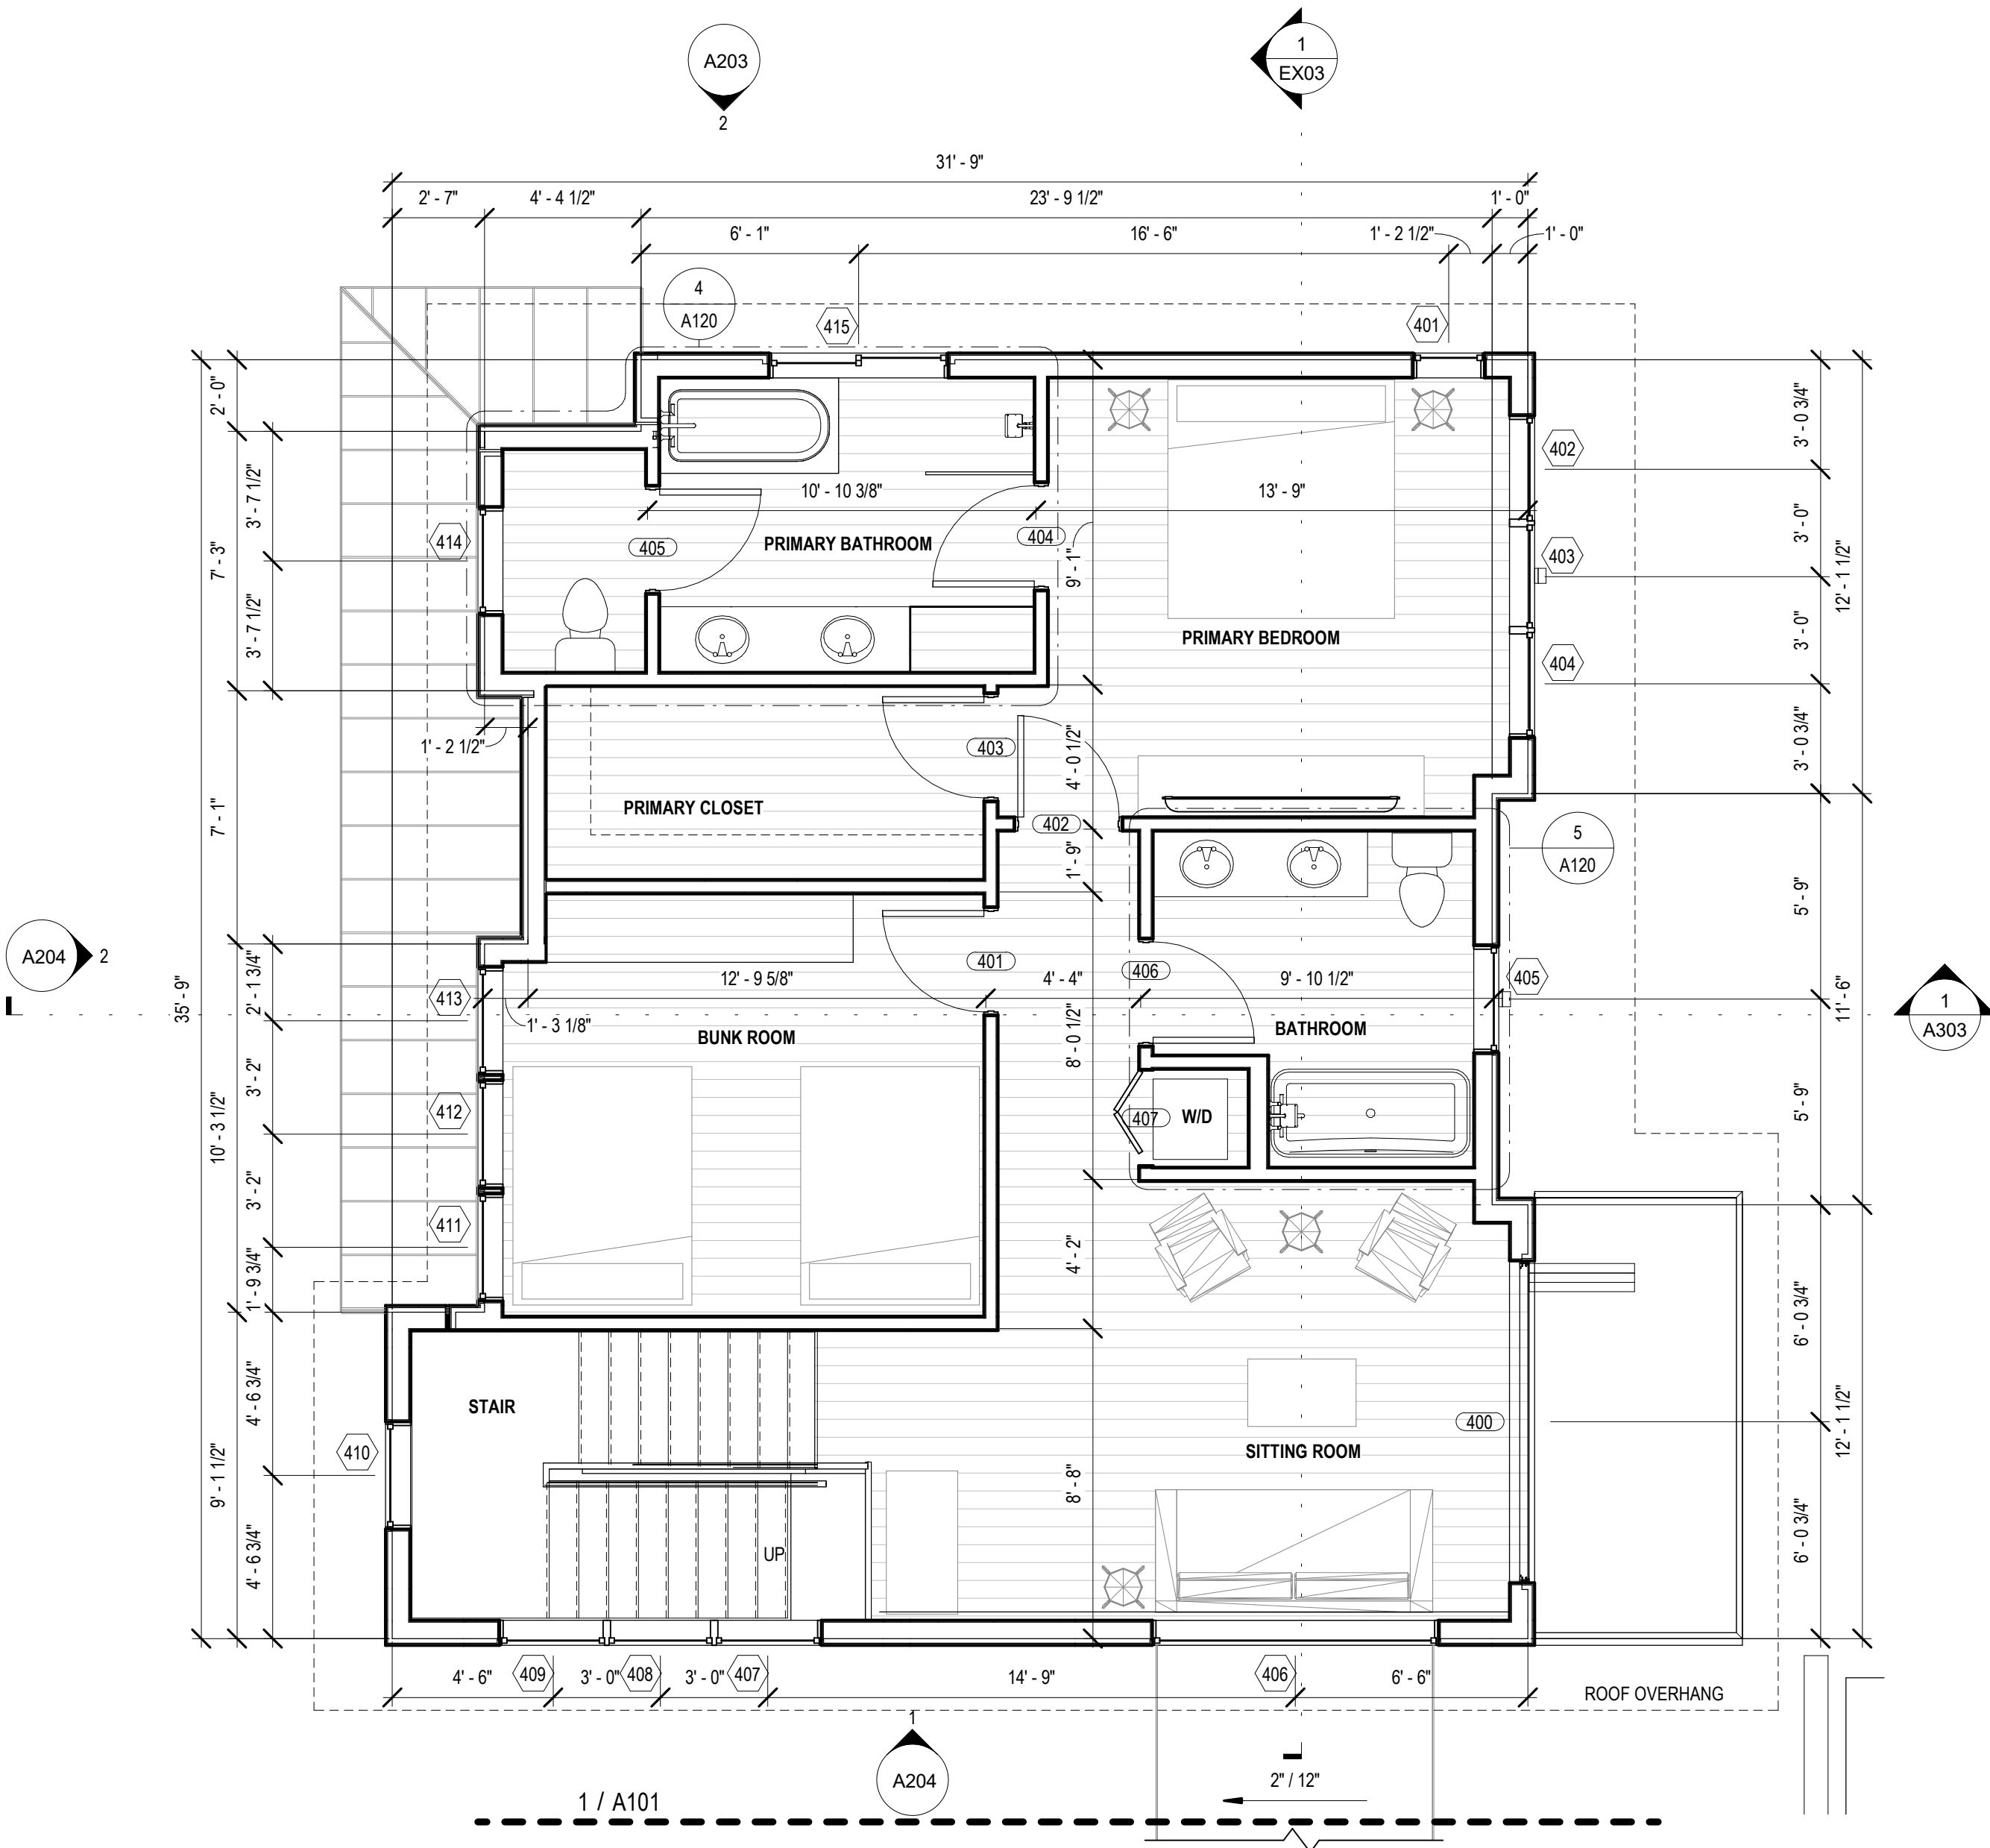 A203
2
1
EX03
31' - 9"
2' - 7"
4' - 4 1/2"
23' - 9 1/2"
1' - 0"
6' - 1"
16' - 6"
1' - 2 1/2"
1' - 0"
4
A120
415
401
2' - 0"
3' - 0 3/4"
402
3' - 7 1/2"
10' - 10 3/8"
13' - 9"
414
405
PRIMARY BATHROOM
404
9' - 1"
3' - 0"
403
7' - 3"
12' - 1 1/2"
3' - 7 1/2"
PRIMARY BEDROOM
3' - 0"
404
1' - 2 1/2"
403
4' - 0 1/2"
3' - 0 3/4"
7' - 1"
PRIMARY CLOSET
402
1' - 9"
5
A120
5' - 9"
A204
2
35' - 9"
2' - 1 3/4"
413
12' - 9 5/8"
401
4' - 4"
406
9' - 10 1/2"
405
11' - 6"
1
A303
1' - 3 1/8"
BUNK ROOM
8' - 0 1/2"
BATHROOM
3' - 2"
412
407
W/D
5' - 9"
10' - 3 1/2"
3' - 2"
411
4' - 2"
1' - 9 3/4"
6' - 0 3/4"
4' - 6 3/4"
STAIR
400
12' - 1 1/2"
410
SITTING ROOM
9' - 1 1/2"
8' - 8"
4' - 6 3/4"
UP
6' - 0 3/4"
4' - 6"
409
3' - 0"
408
3' - 0"
407
14' - 9"
406
6' - 6"
ROOF OVERHANG
1
A204
2" / 12"
1 / A101